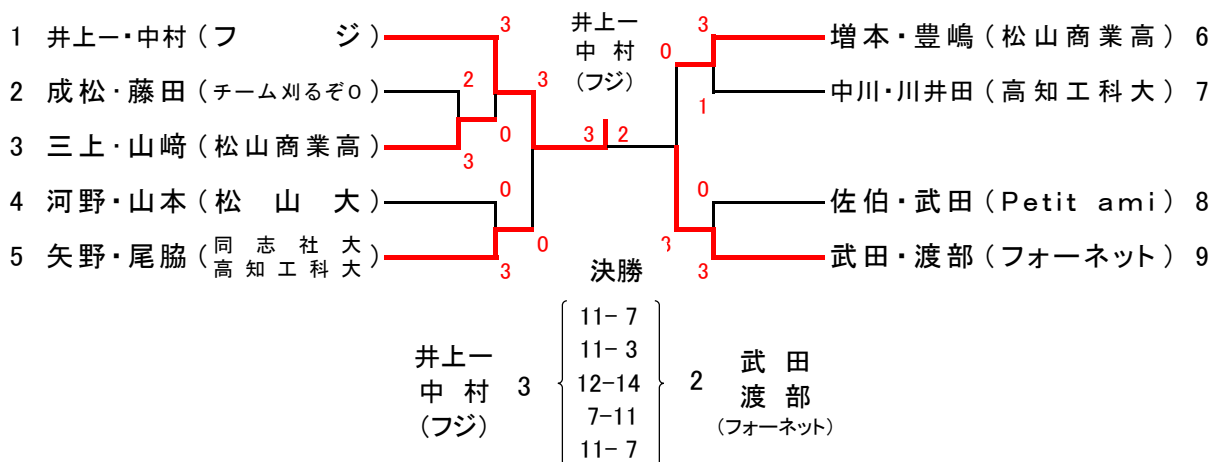 1 井上一・中村(フジ)
2 成松・藤田(チーム刈るぞ0)
3 三上・山﨑(松山商業高)
4 河野・山本(松山大)
5 矢野・尾脇(同志社大 高知工科大)
3
2
3
0
3
0
3
0
井上一
中村
(フジ)
3 2
増本・豊嶋(松山商業高) 6
中川・川井田(高知工科大) 7
佐伯・武田(Petit ami) 8
武田・渡部(フォーネット) 9
3
0
1
0
3
3
決勝
井上一
中村
(フジ)
3
11-7
11-3
12-14
7-11
11-7
2
武田
渡部
(フォーネット)